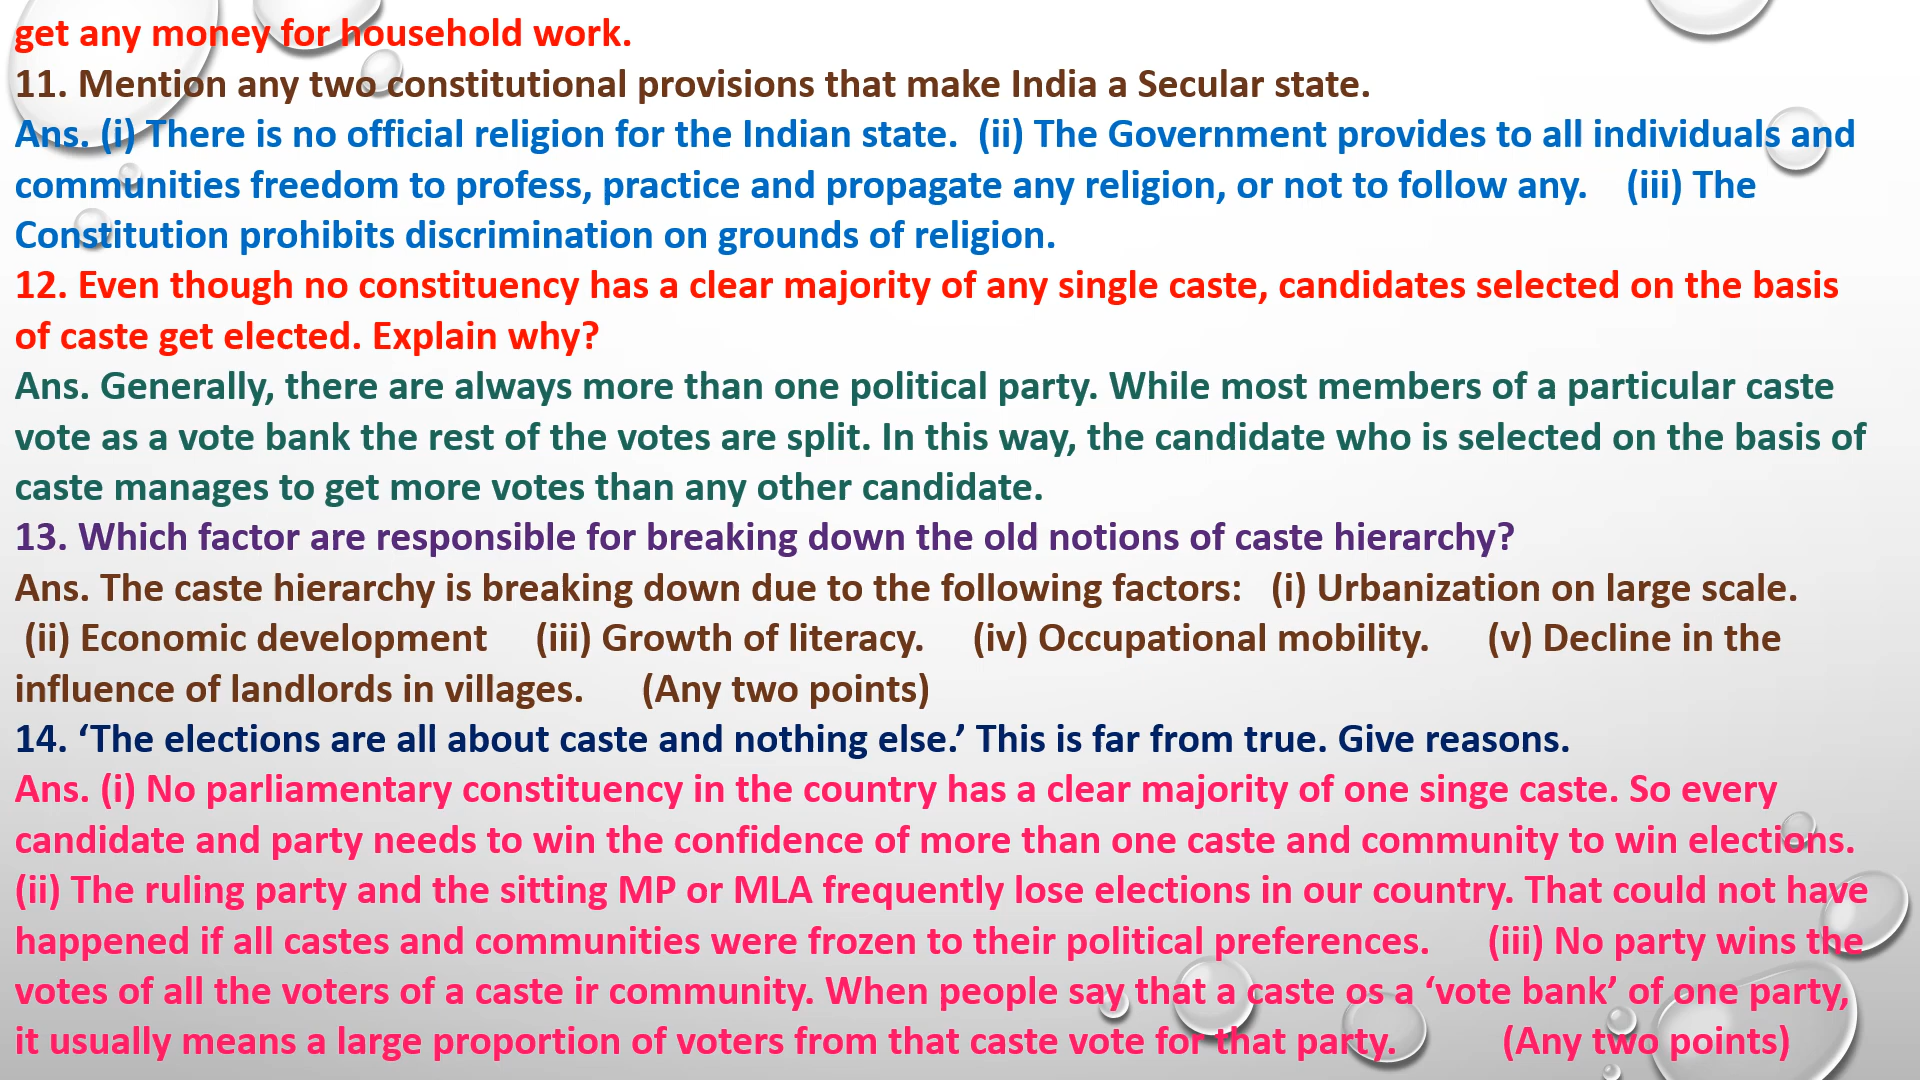 get any money for household work.
11. Mention any two constitutional provisions that make India a Secular state.
Ans. (i) There is no official religion for the Indian state.  (ii) The Government provides to all individuals and
communities freedom to profess, practice and propagate any religion, or not to follow any.    (iii) The
Constitution prohibits discrimination on grounds of religion.
12. Even though no constituency has a clear majority of any single caste, candidates selected on the basis
of caste get elected. Explain why?
Ans. Generally, there are always more than one political party. While most members of a particular caste
vote as a vote bank the rest of the votes are split. In this way, the candidate who is selected on the basis of
caste manages to get more votes than any other candidate.
13. Which factor are responsible for breaking down the old notions of caste hierarchy?
Ans. The caste hierarchy is breaking down due to the following factors:   (i) Urbanization on large scale.
(ii) Economic development     (iii) Growth of literacy.     (iv) Occupational mobility.      (v) Decline in the
influence of landlords in villages.      (Any two points)
14. ‘The elections are all about caste and nothing else.’ This is far from true. Give reasons.
Ans. (i) No parliamentary constituency in the country has a clear majority of one singe caste. So every
candidate and party needs to win the confidence of more than one caste and community to win elections.
(ii) The ruling party and the sitting MP or MLA frequently lose elections in our country. That could not have
happened if all castes and communities were frozen to their political preferences.      (iii) No party wins the
votes of all the voters of a caste ir community. When people say that a caste os a ‘vote bank’ of one party,
it usually means a large proportion of voters from that caste vote for that party.           (Any two points)